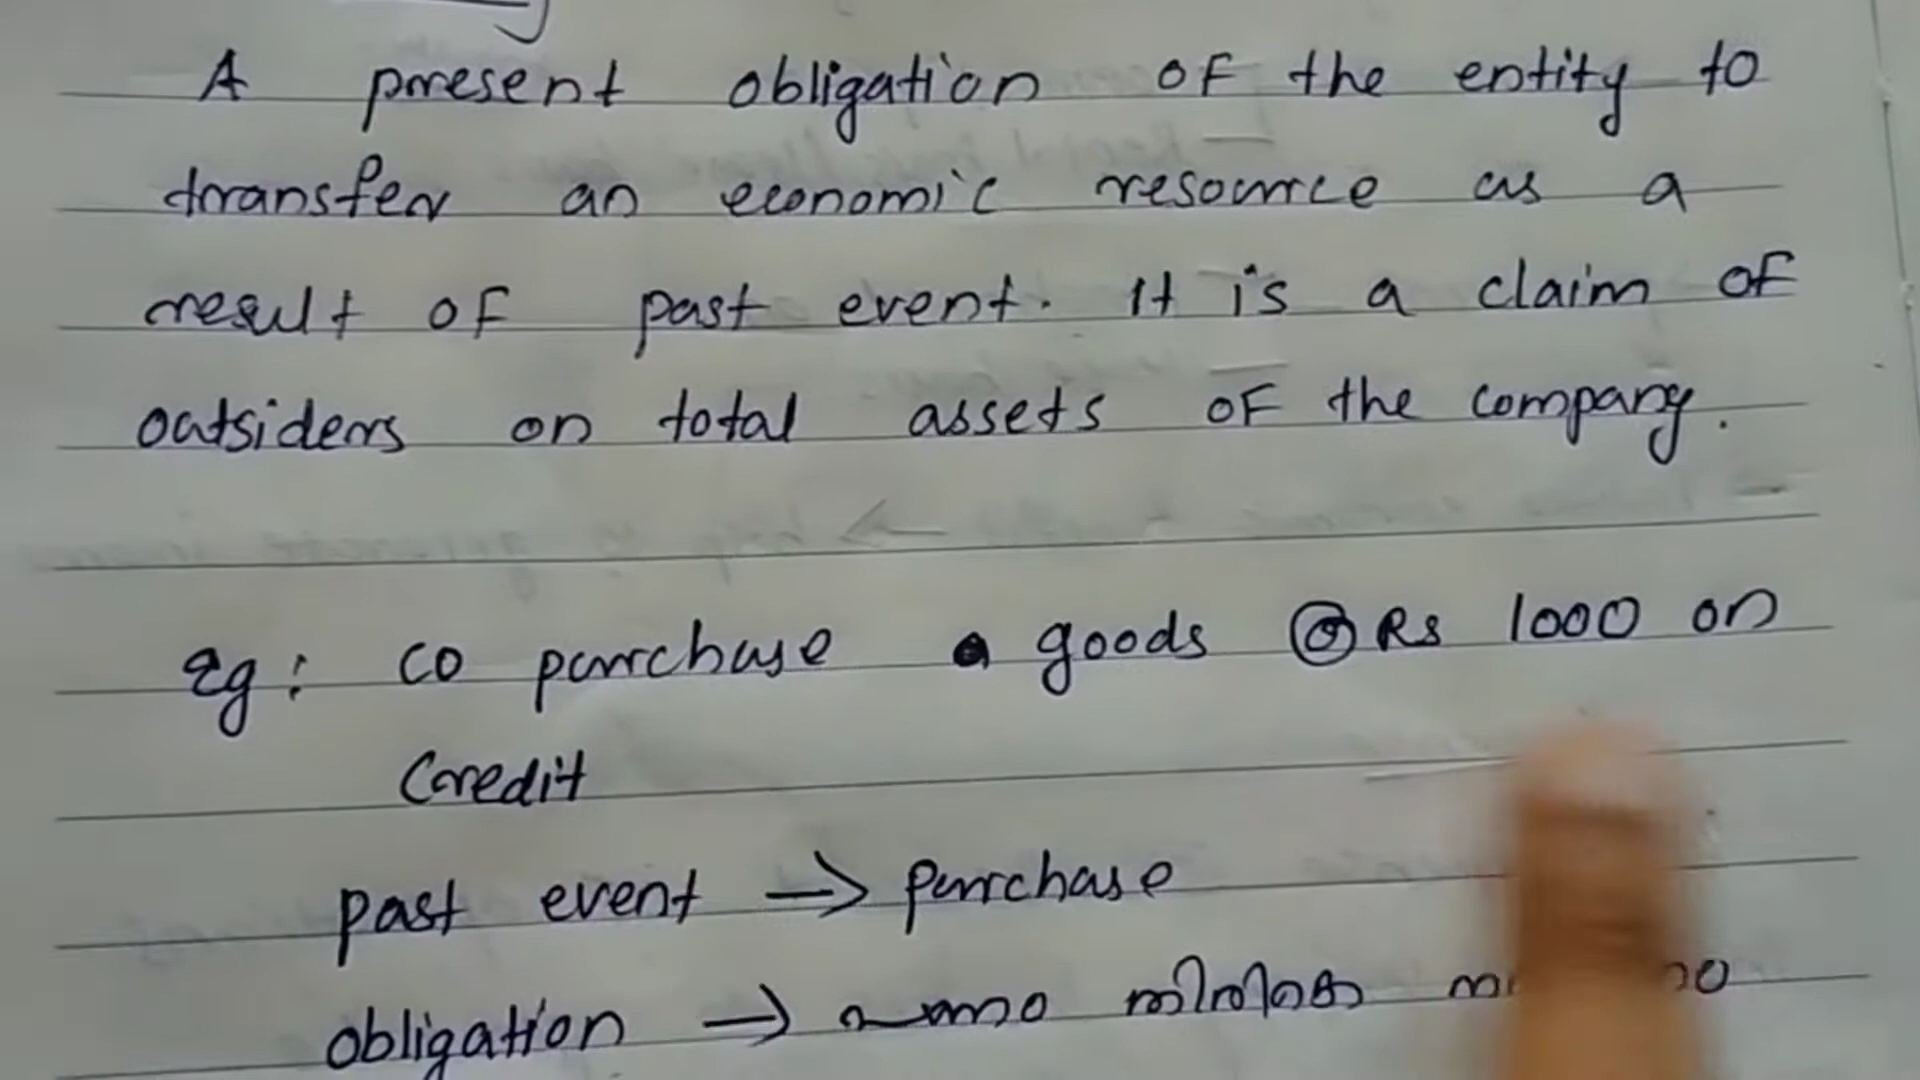 A present obligation of the entity to
transfer an economic resource as a
result of past event. It is a claim of
outsiders on total assets of the company.
eg: co purchase goods @ Rs 1000 on
Credit
past event → purchase
obligation →